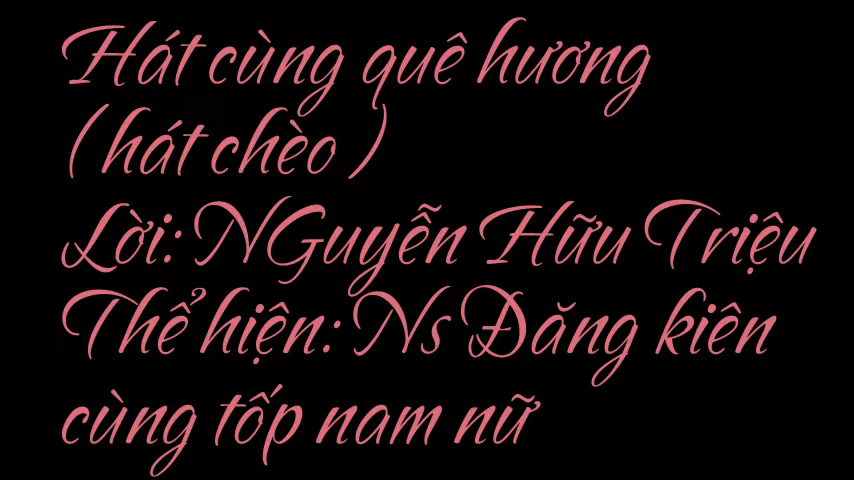 Hát cùng quê hương
( hát chèo )
Lời: NGuyễn Hữu Triệu
Thể hiện: Ns Đăng kiên
cùng tốp nam nữ